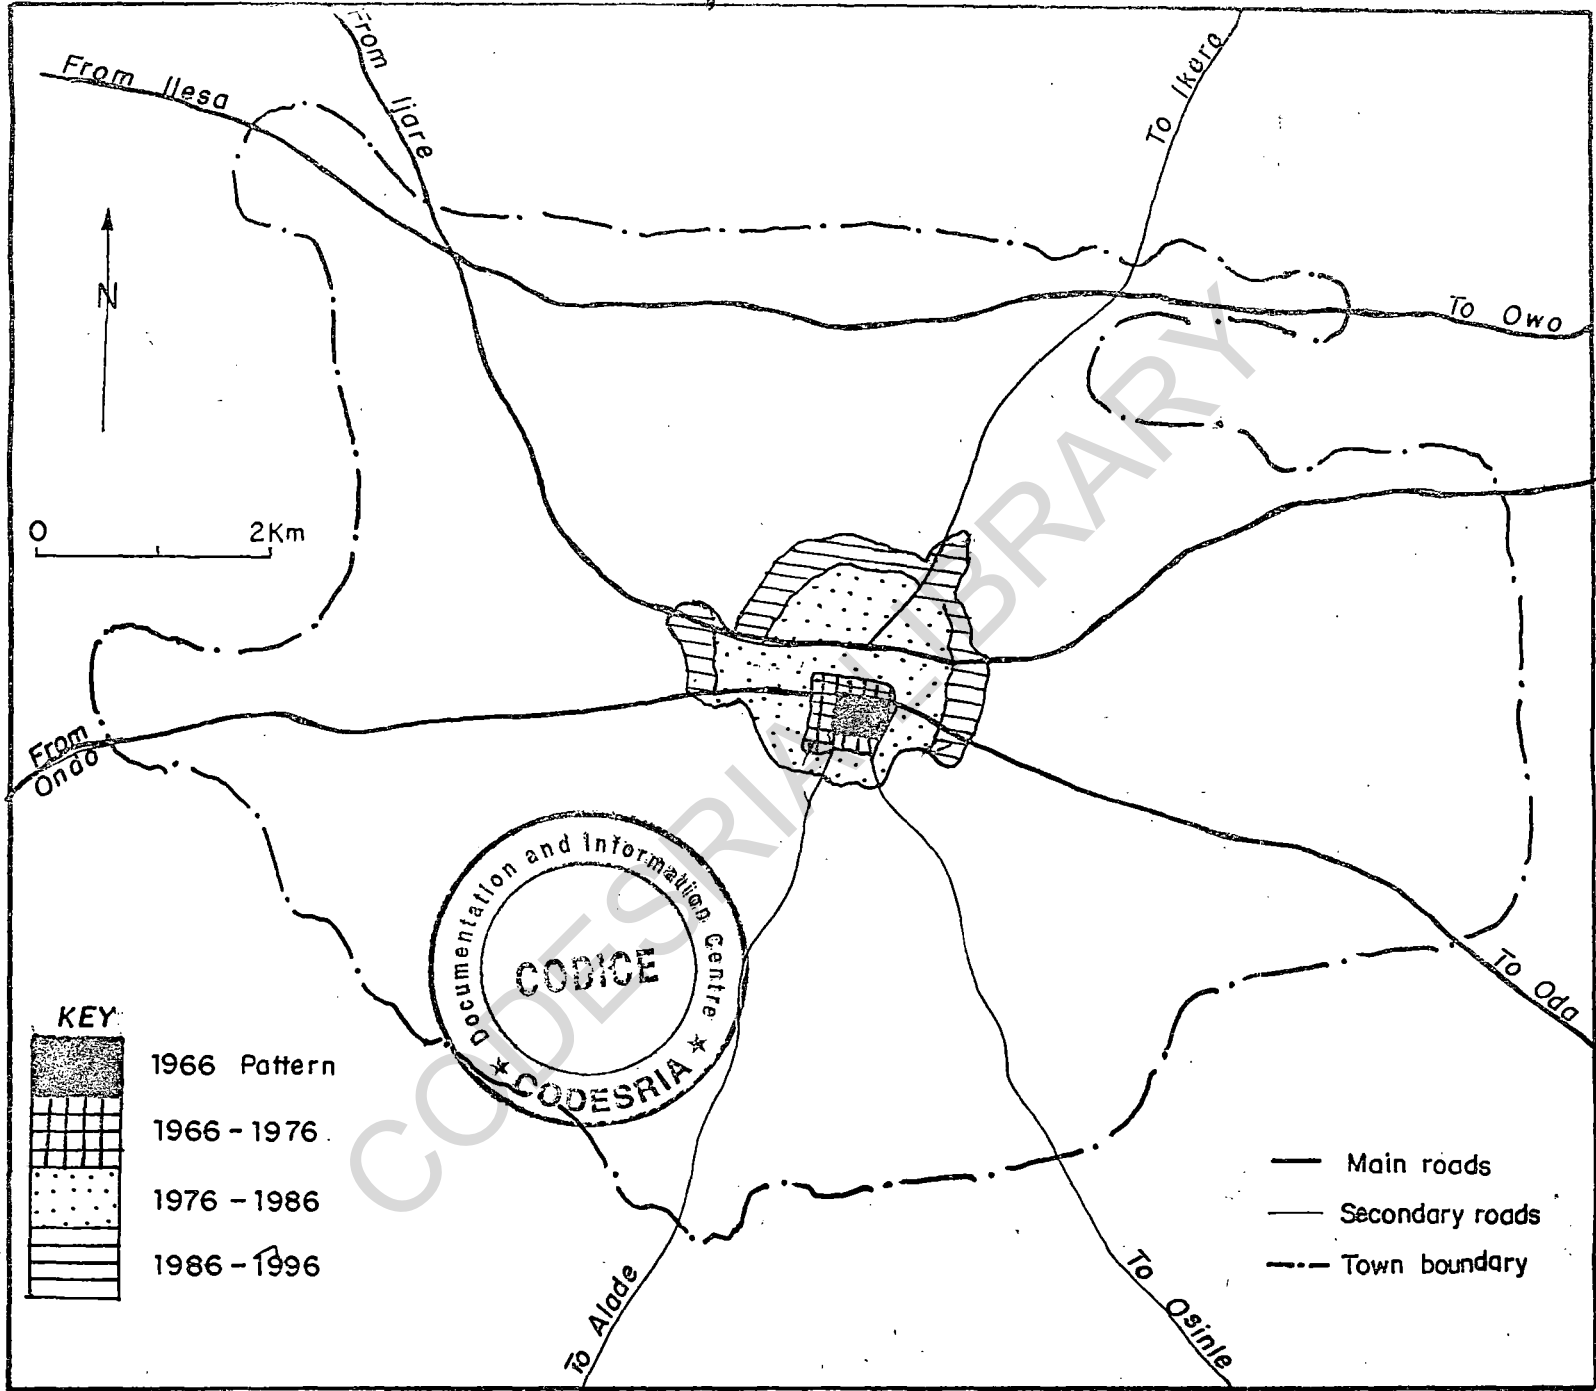 From Ilesa
From Ijare
To Ikere
N
To Owo
0 2Km
From
Ondo
Documentation and Information Centre
CODICE
CODESRIA
CODESRIA LIBRARY
To Oda
KEY
1966 Pattern
1966 - 1976
1976 - 1986
1986 - 1996
Main roads
Secondary roads
Town boundary
To Alade
To Osinle